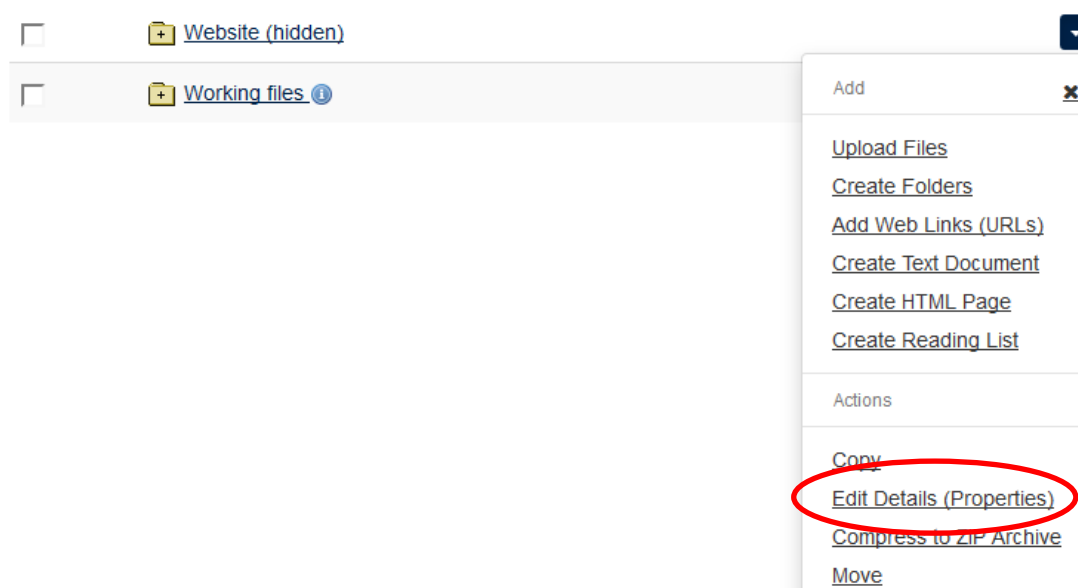 Website (hidden)
Working files
Add
Upload Files
Create Folders
Add Web Links (URLs)
Create Text Document
Create HTML Page
Create Reading List
Actions
Copy
Edit Details (Properties)
Compress to ZIP Archive
Move